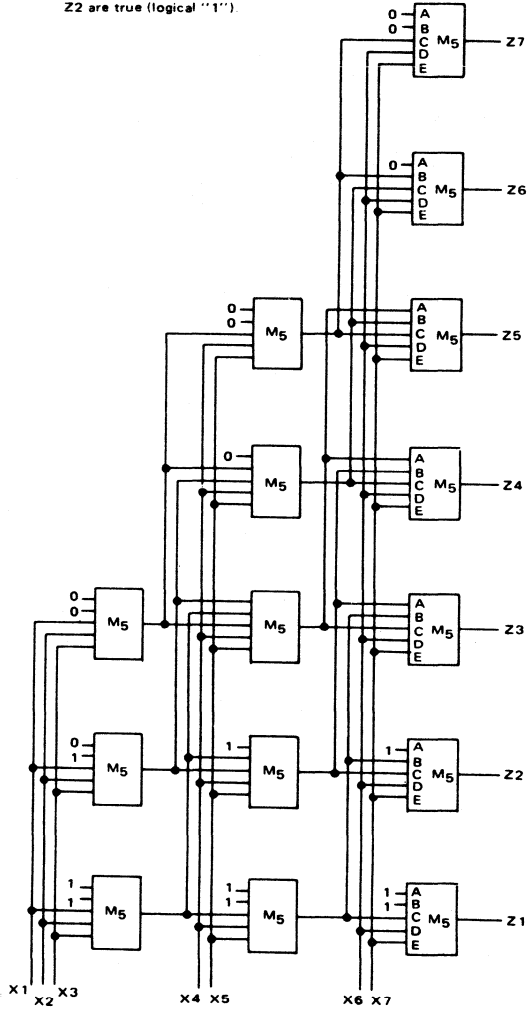 Z2 are true (logical "1").
0 A
0 B
C M5 Z7
D
E
0 A
B
C M5 Z6
D
E
0
0
M5
A
B
C M5 Z5
D
E
0
M5
A
B
C M5 Z4
D
E
0
0
M5
M5
A
B
C M5 Z3
D
E
0
1
M5
1
M5
1 A
B
C M5 Z2
D
E
1
1
M5
1
1
M5
1 A
1 B
C M5 Z1
D
E
X1 X2 X3 X4 X5 X6 X7